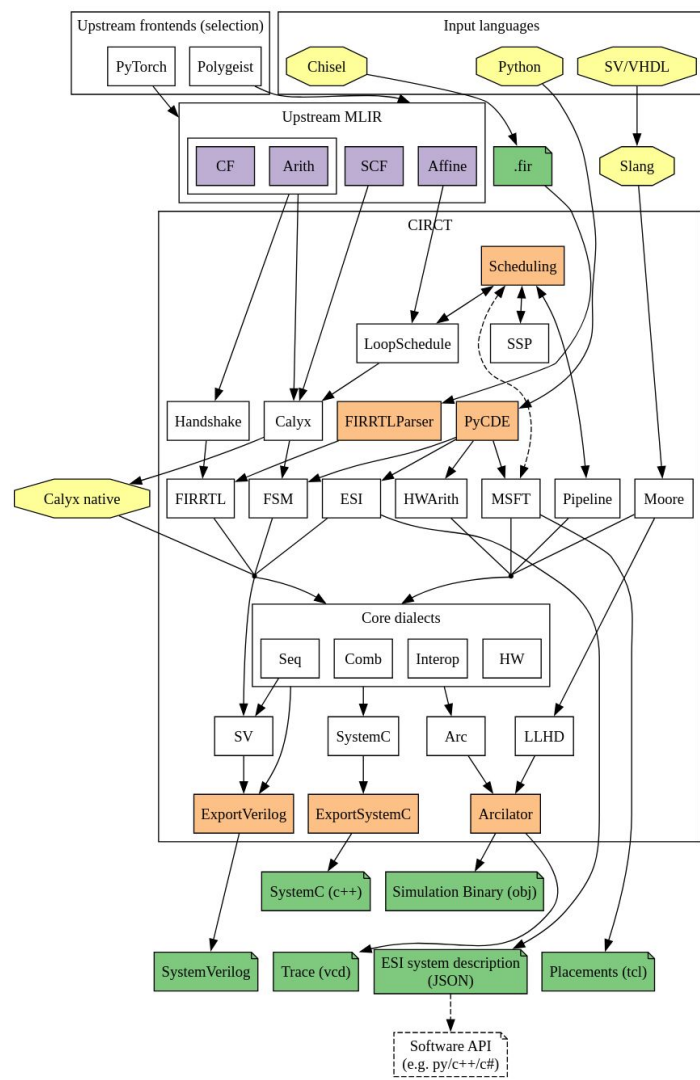 Upstream frontends (selection)
Input languages
PyTorch
Polygeist
Chisel
Python
SV/VHDL
Upstream MLIR
CF
Arith
SCF
Affine
.fir
Slang
CIRCT
Scheduling
LoopSchedule
SSP
Handshake
Calyx
FIRRTLParser
PyCDE
Calyx native
FIRRTL
FSM
ESI
HWArith
MSFT
Pipeline
Moore
Core dialects
Seq
Comb
Interop
HW
SV
SystemC
Arc
LLHD
ExportVerilog
ExportSystemC
Arcilator
SystemC (c++)
Simulation Binary (obj)
SystemVerilog
Trace (vcd)
ESI system description
(JSON)
Placements (tcl)
Software API
(e.g. py/c++/c#)